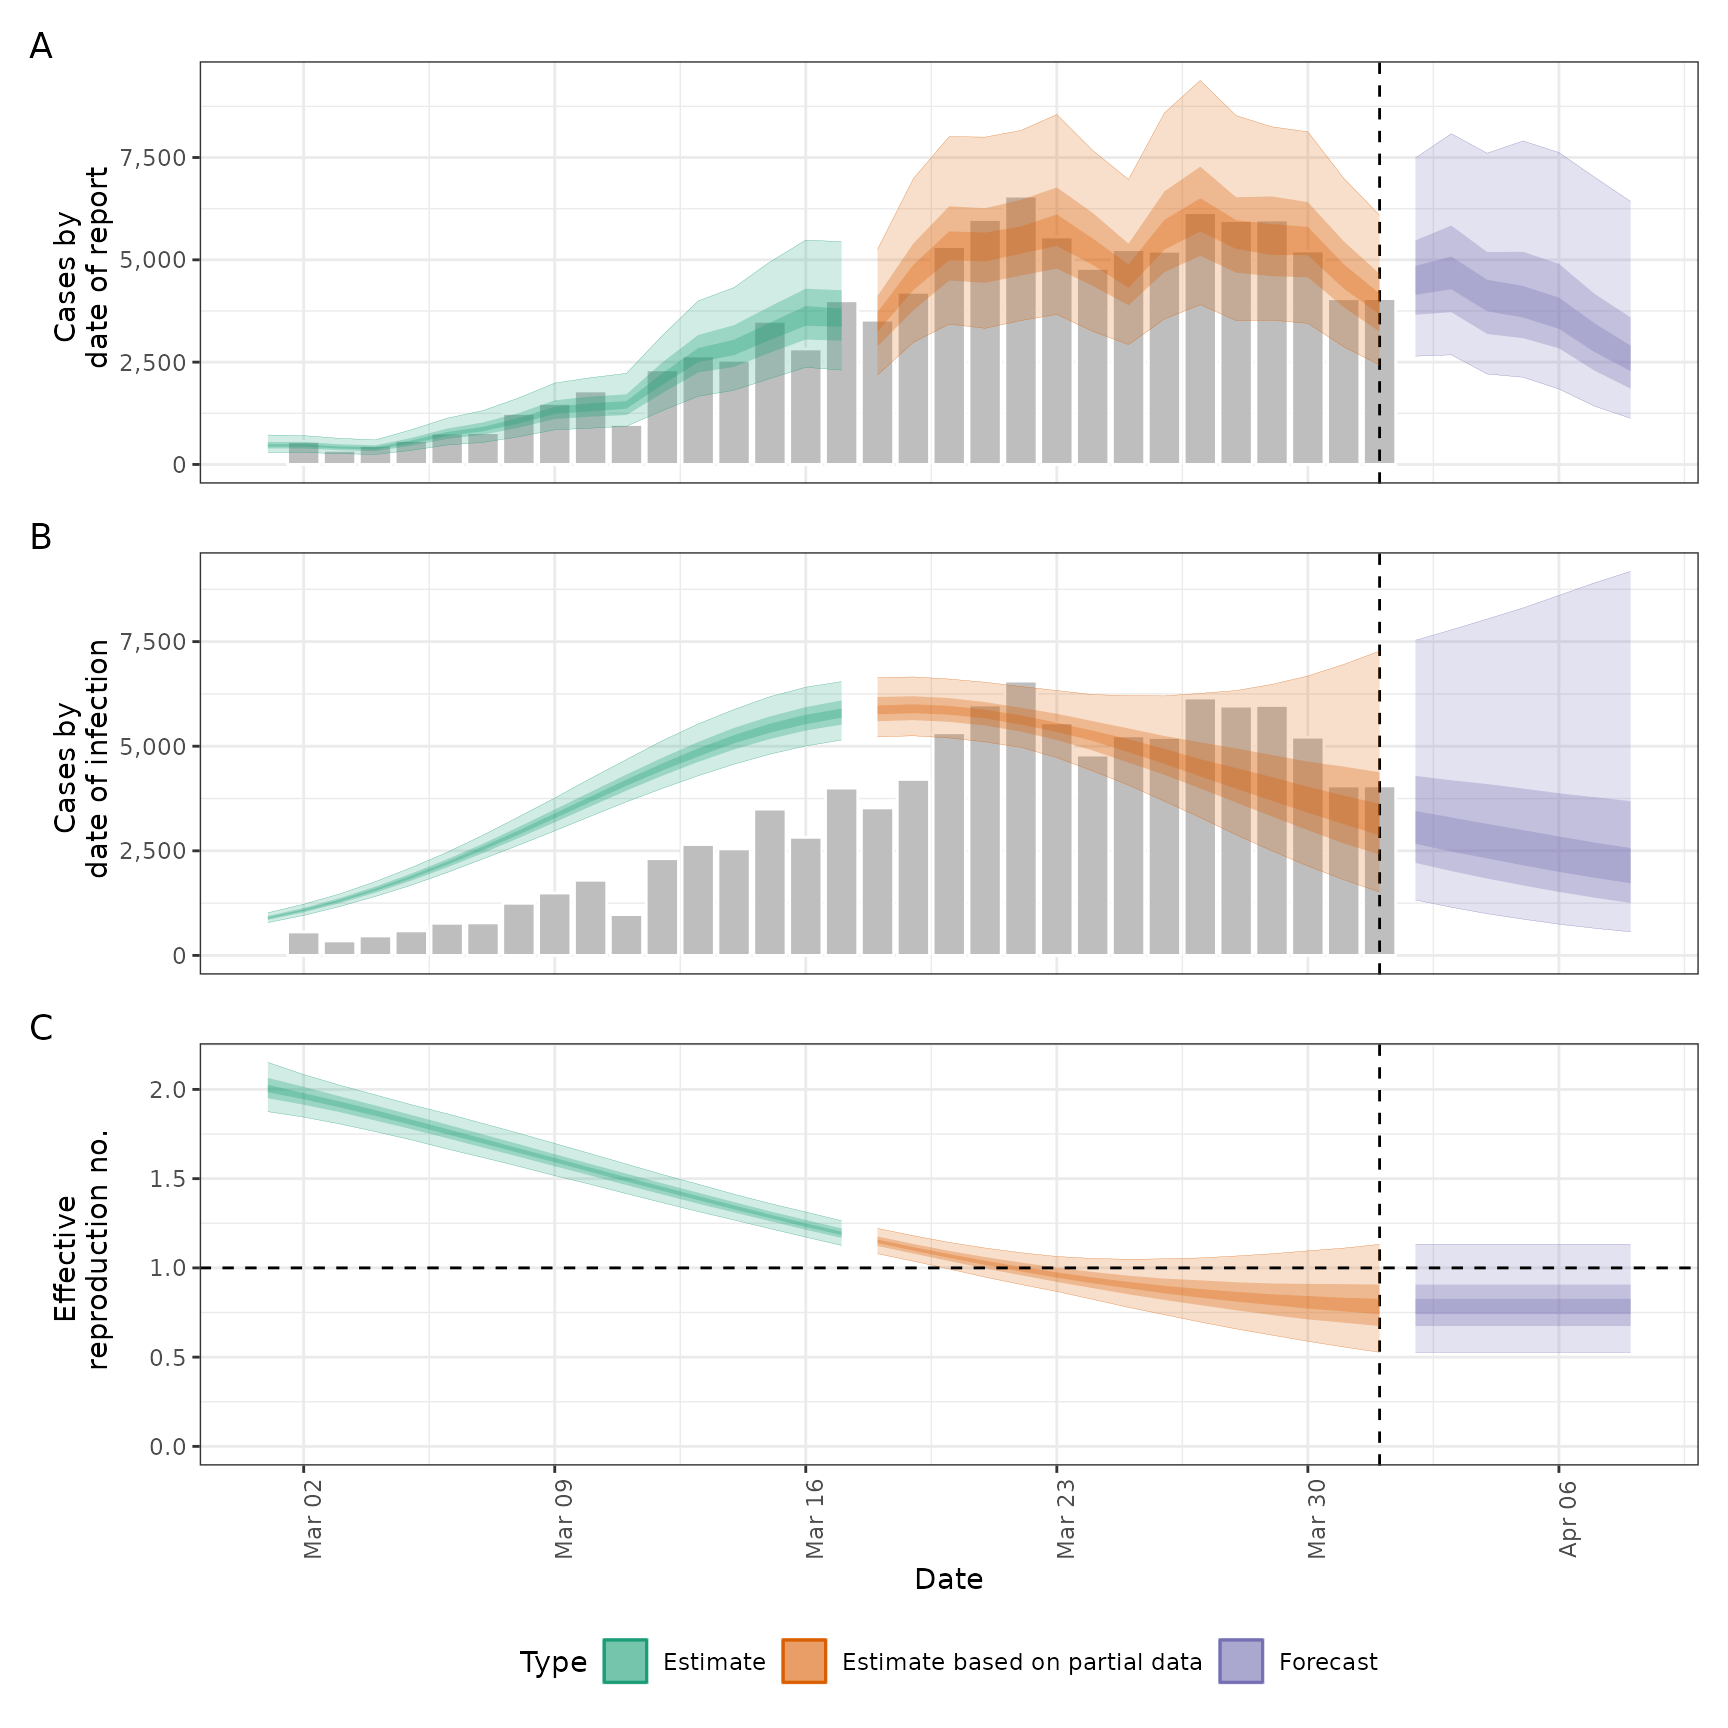 A
Cases by
date of report
7,500
5,000
2,500
0
B
Cases by
date of infection
7,500
5,000
2,500
0
C
Effective
reproduction no.
2.0
1.5
1.0
0.5
0.0
Mar 02
Mar 09
Mar 16
Mar 23
Mar 30
Apr 06
Date
Type Estimate Estimate based on partial data Forecast